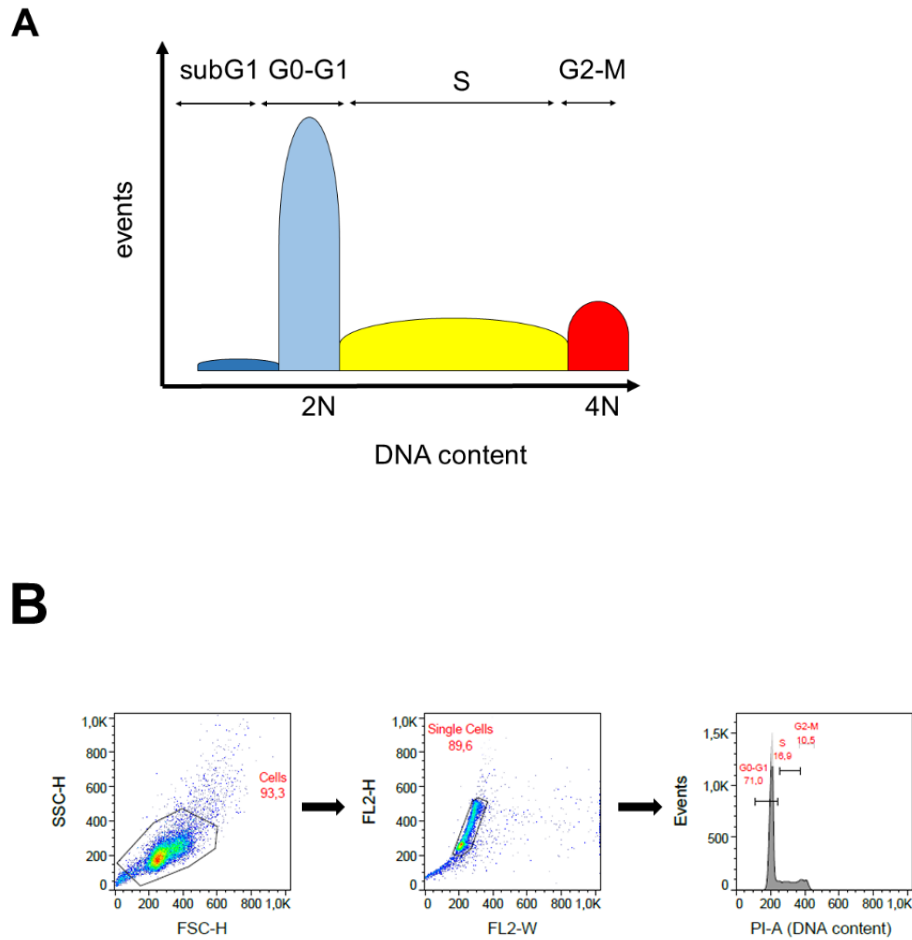 A
subG1 G0-G1 S G2-M
events
2N 4N
DNA content
B
1,0K
800
600
400
200
0
SSC-H
Cells
93,3
0 200 400 600 800 1,0K
FSC-H
1,0K
800
600
400
200
0
FL2-H
Single Cells
89,6
0 200 400 600 800 1,0K
FL2-W
1,5K
1,0K
500
0
Events
G0-G1
71,0
S
16,9
G2-M
10,5
0 200 400 600 800 1,0K
PI-A (DNA content)